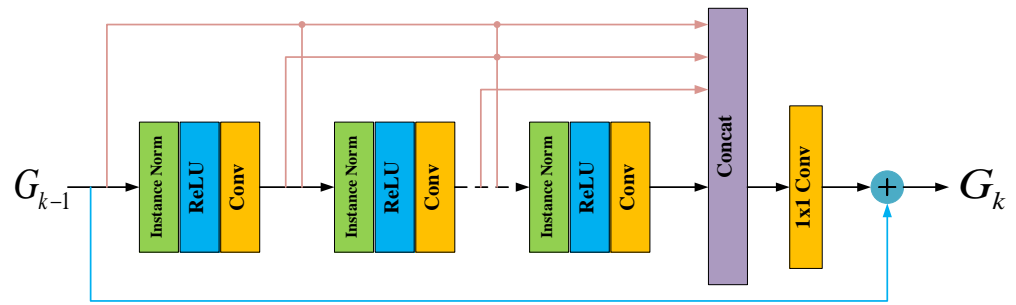 G_{k-1}
Instance Norm
ReLU
Conv
Instance Norm
ReLU
Conv
Instance Norm
ReLU
Conv
Concat
1x1 Conv
+
G_k